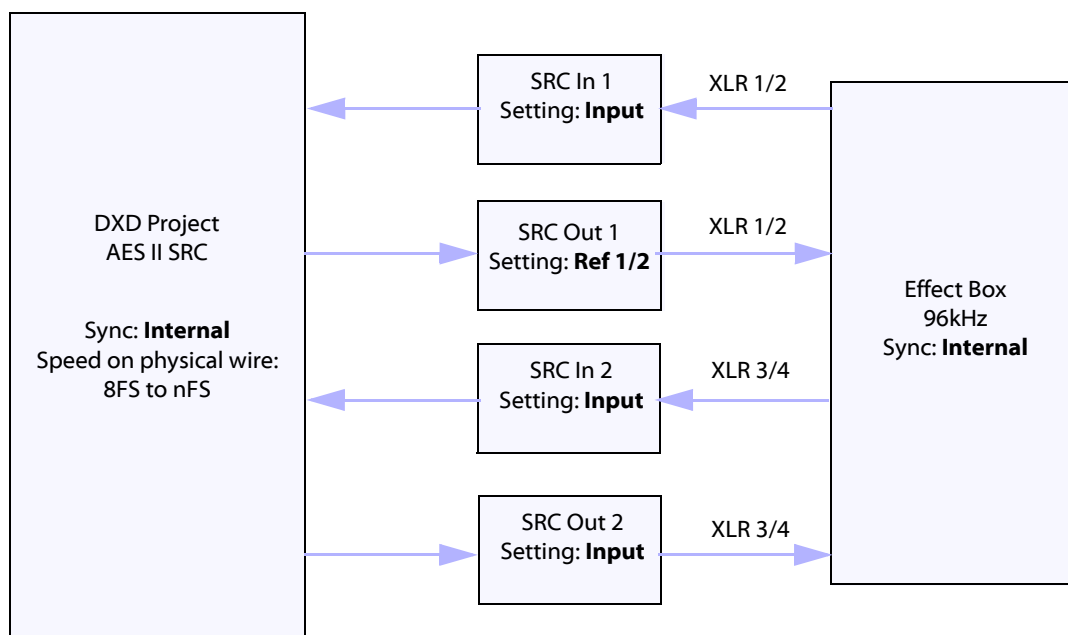 DXD Project
AES II SRC
Sync: Internal
Speed on physical wire:
8FS to nFS
SRC In 1
Setting: Input
XLR 1/2
SRC Out 1
Setting: Ref 1/2
XLR 1/2
SRC In 2
Setting: Input
XLR 3/4
SRC Out 2
Setting: Input
XLR 3/4
Effect Box
96kHz
Sync: Internal